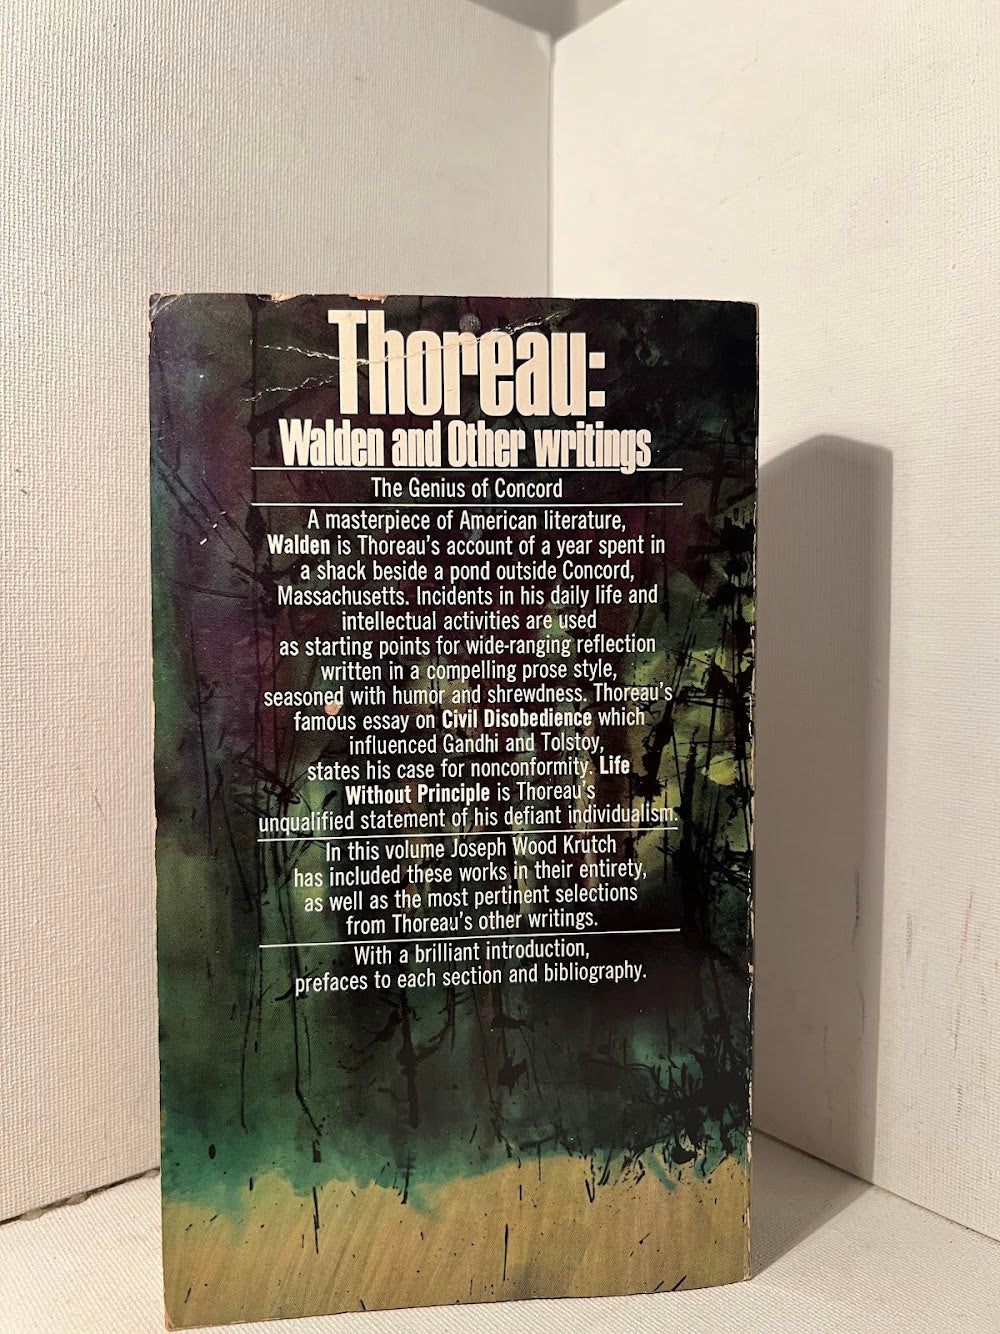 Thoreau:
Walden and Other writings
The Genius of Concord
A masterpiece of American literature,
Walden is Thoreau's account of a year spent in
a shack beside a pond outside Concord,
Massachusetts. Incidents in his daily life and
intellectual activities are used
as starting points for wide-ranging reflection
written in a compelling prose style,
seasoned with humor and shrewdness. Thoreau's
famous essay on Civil Disobedience which
influenced Gandhi and Tolstoy,
states his case for nonconformity. Life
Without Principle is Thoreau's
unqualified statement of his defiant individualism.
In this volume Joseph Wood Krutch
has included these works in their entirety,
as well as the most pertinent selections
from Thoreau's other writings.
With a brilliant introduction,
prefaces to each section and bibliography.